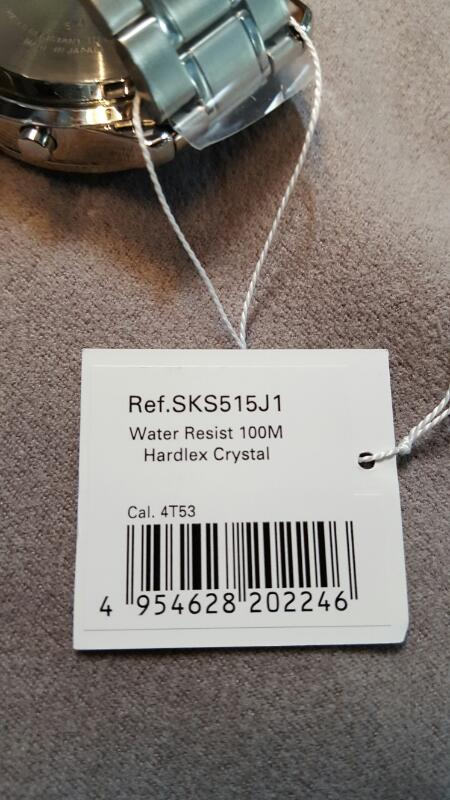 Ref.SKS515J1
Water Resist 100M
Hardlex Crystal
Cal. 4T53
4 954628 202246